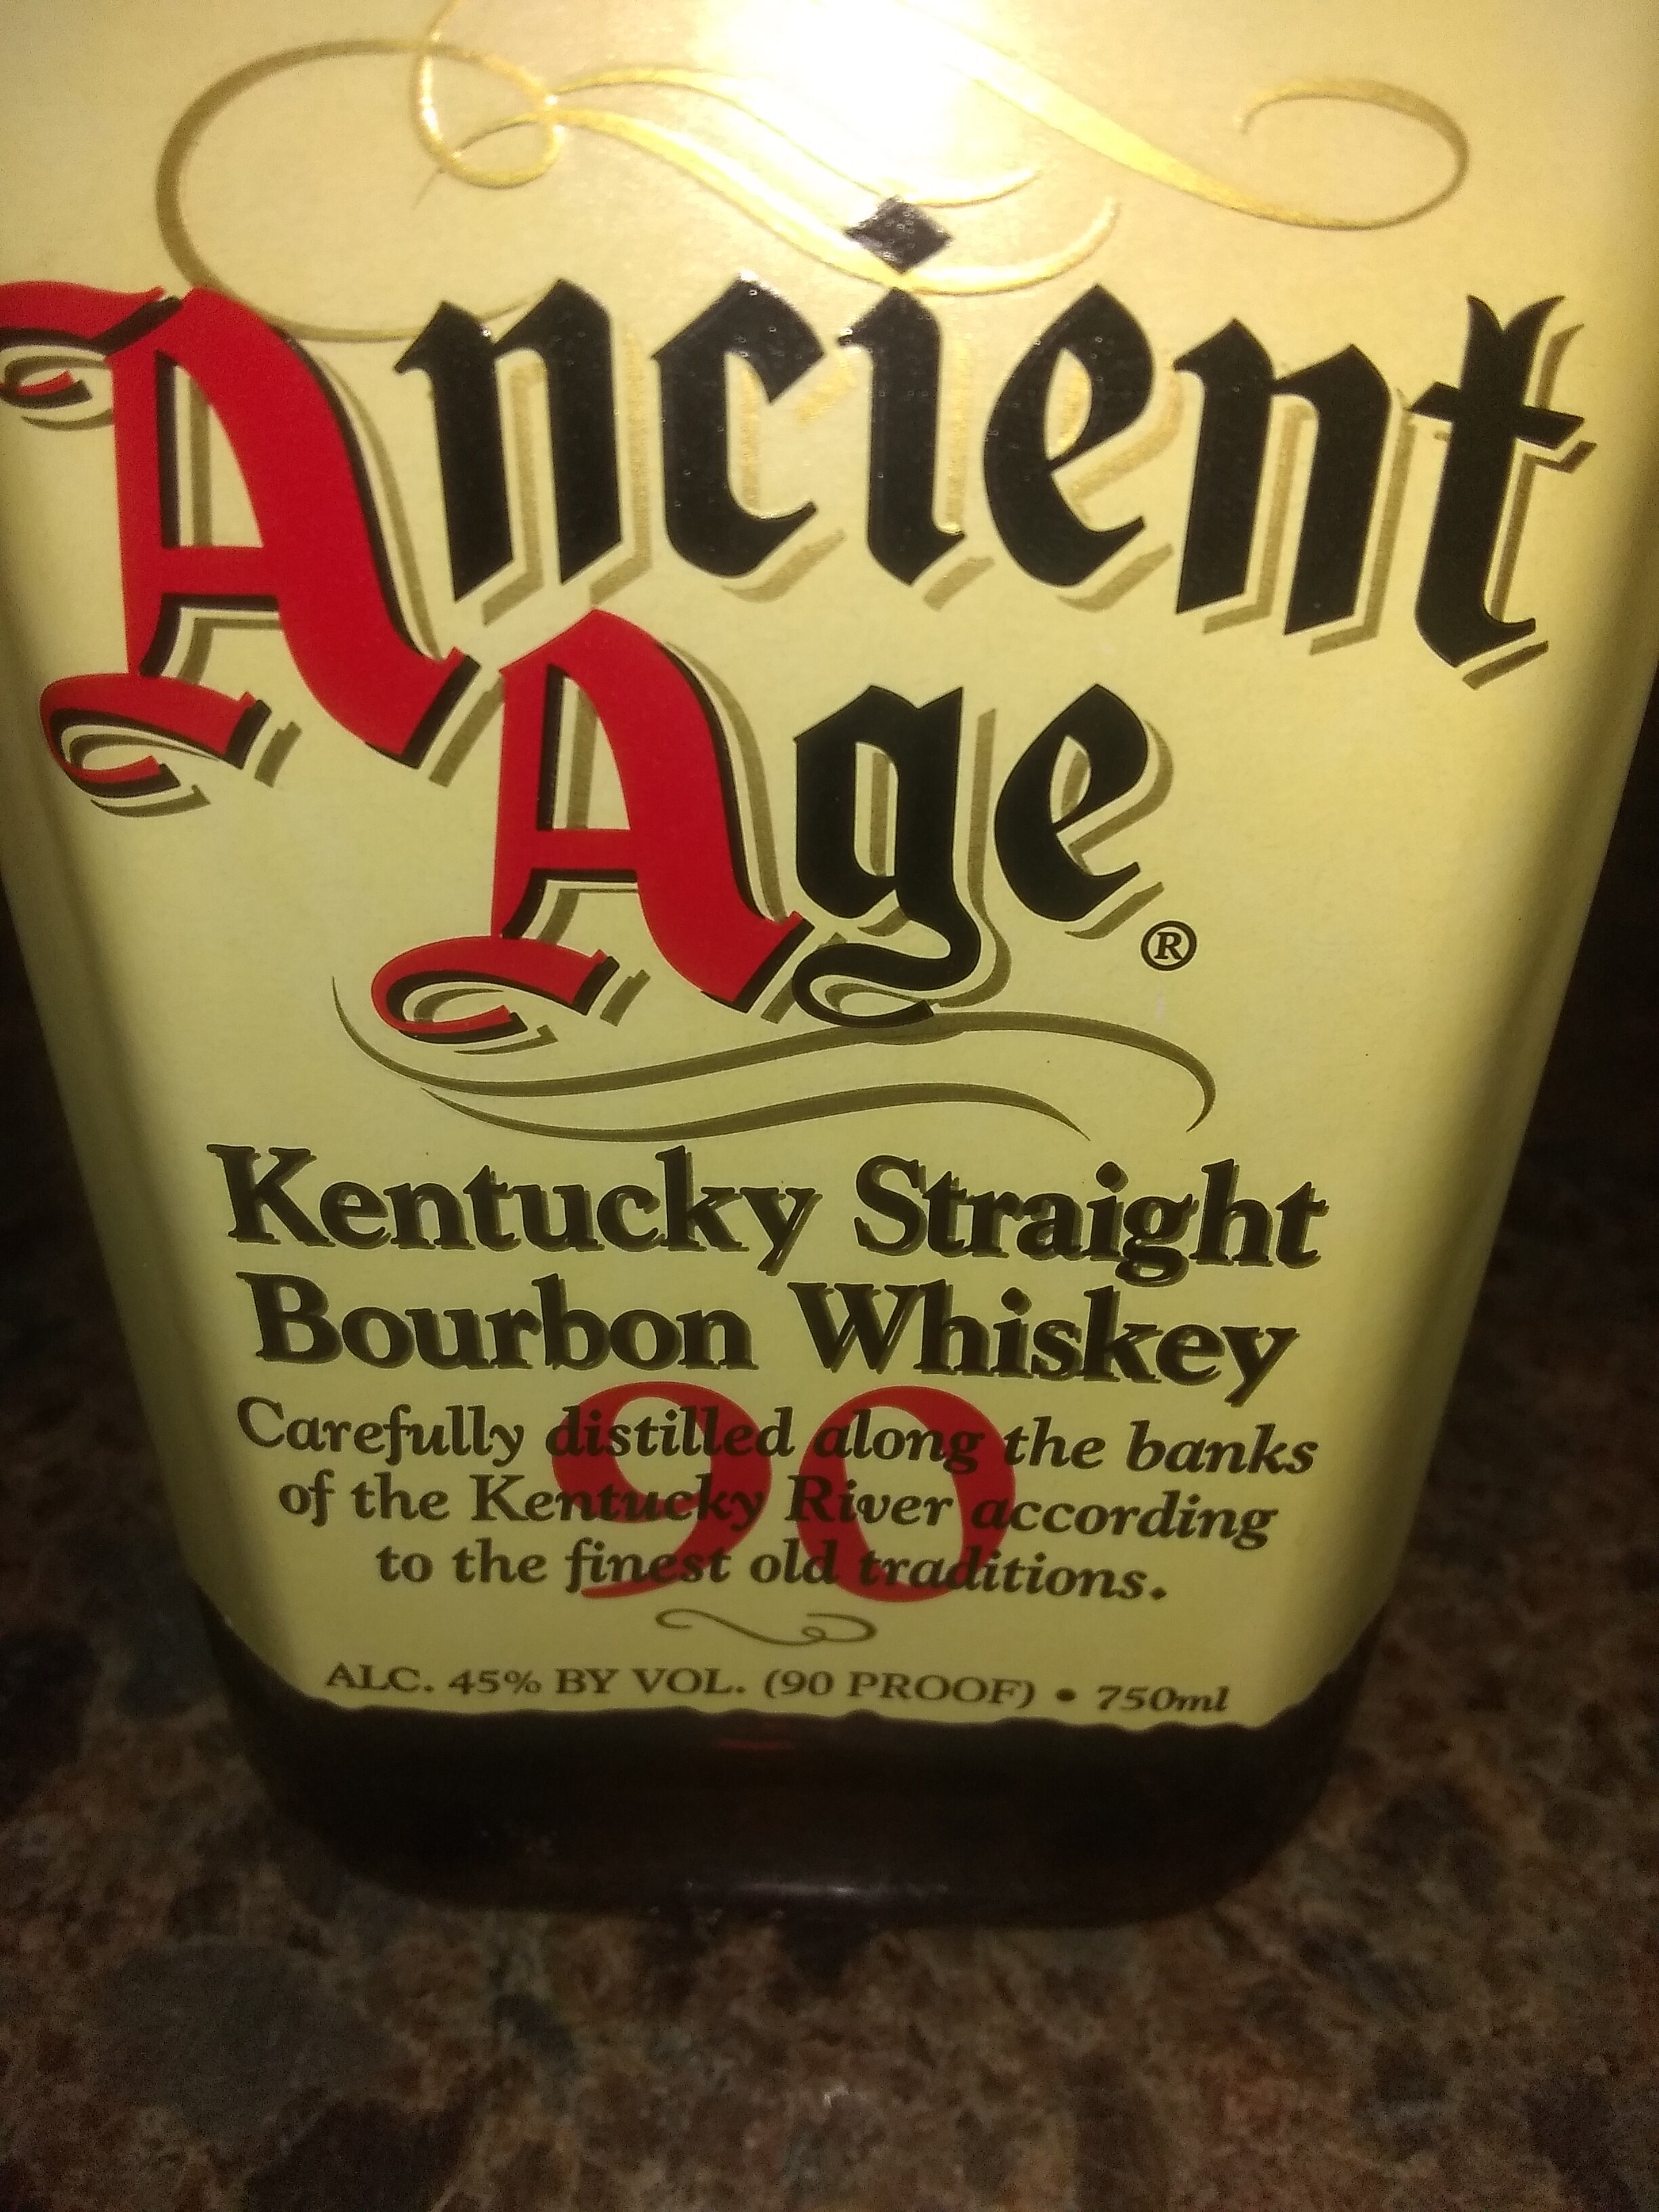 Ancient
Age®
Kentucky Straight
Bourbon Whiskey
90
Carefully distilled along the banks
of the Kentucky River according
to the finest old traditions.
ALC. 45% BY VOL. (90 PROOF) • 750ml